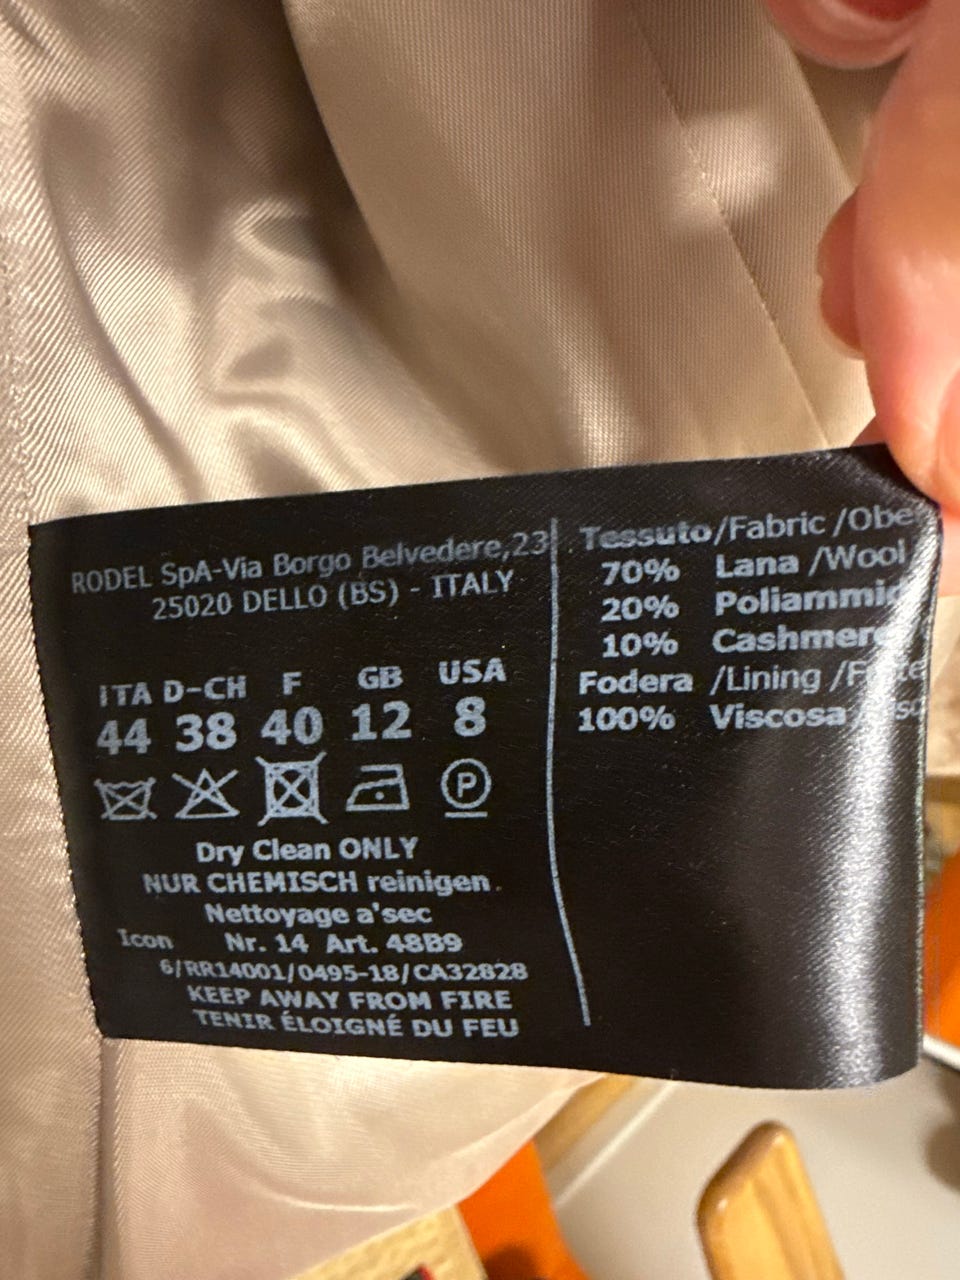 RODEL SpA-Via Borgo Belvedere,23
25020 DELLO (BS) - ITALY
ITA D-CH F GB USA
44 38 40 12 8
P
Dry Clean ONLY
NUR CHEMISCH reinigen.
Nettoyage a'sec
Icon Nr. 14 Art. 48B9
6/RR14001/0495-18/CA32828
KEEP AWAY FROM FIRE
TENIR ÉLOIGNÉ DU FEU
Tessuto/Fabric /Obe
70% Lana /Wool
20% Poliammi
10% Cashmere
Fodera /Lining /
100% Viscosa /